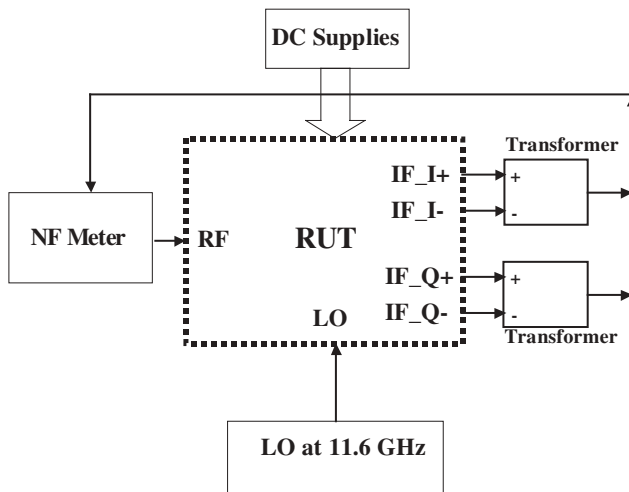 DC Supplies
Transformer
IF_I+
+
IF_I-
-
NF Meter
RF
RUT
IF_Q+
+
IF_Q-
-
LO
Transformer
LO at 11.6 GHz